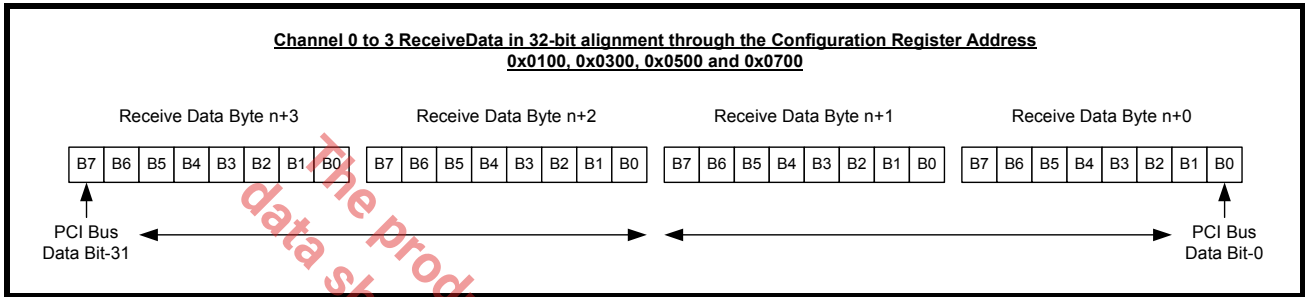 Channel 0 to 3 ReceiveData in 32-bit alignment through the Configuration Register Address
0x0100, 0x0300, 0x0500 and 0x0700
Receive Data Byte n+3 Receive Data Byte n+2 Receive Data Byte n+1 Receive Data Byte n+0
B7 B6 B5 B4 B3 B2 B1 B0 B7 B6 B5 B4 B3 B2 B1 B0 B7 B6 B5 B4 B3 B2 B1 B0 B7 B6 B5 B4 B3 B2 B1 B0
PCI Bus
Data Bit-31
PCI Bus
Data Bit-0
The prod
data sh